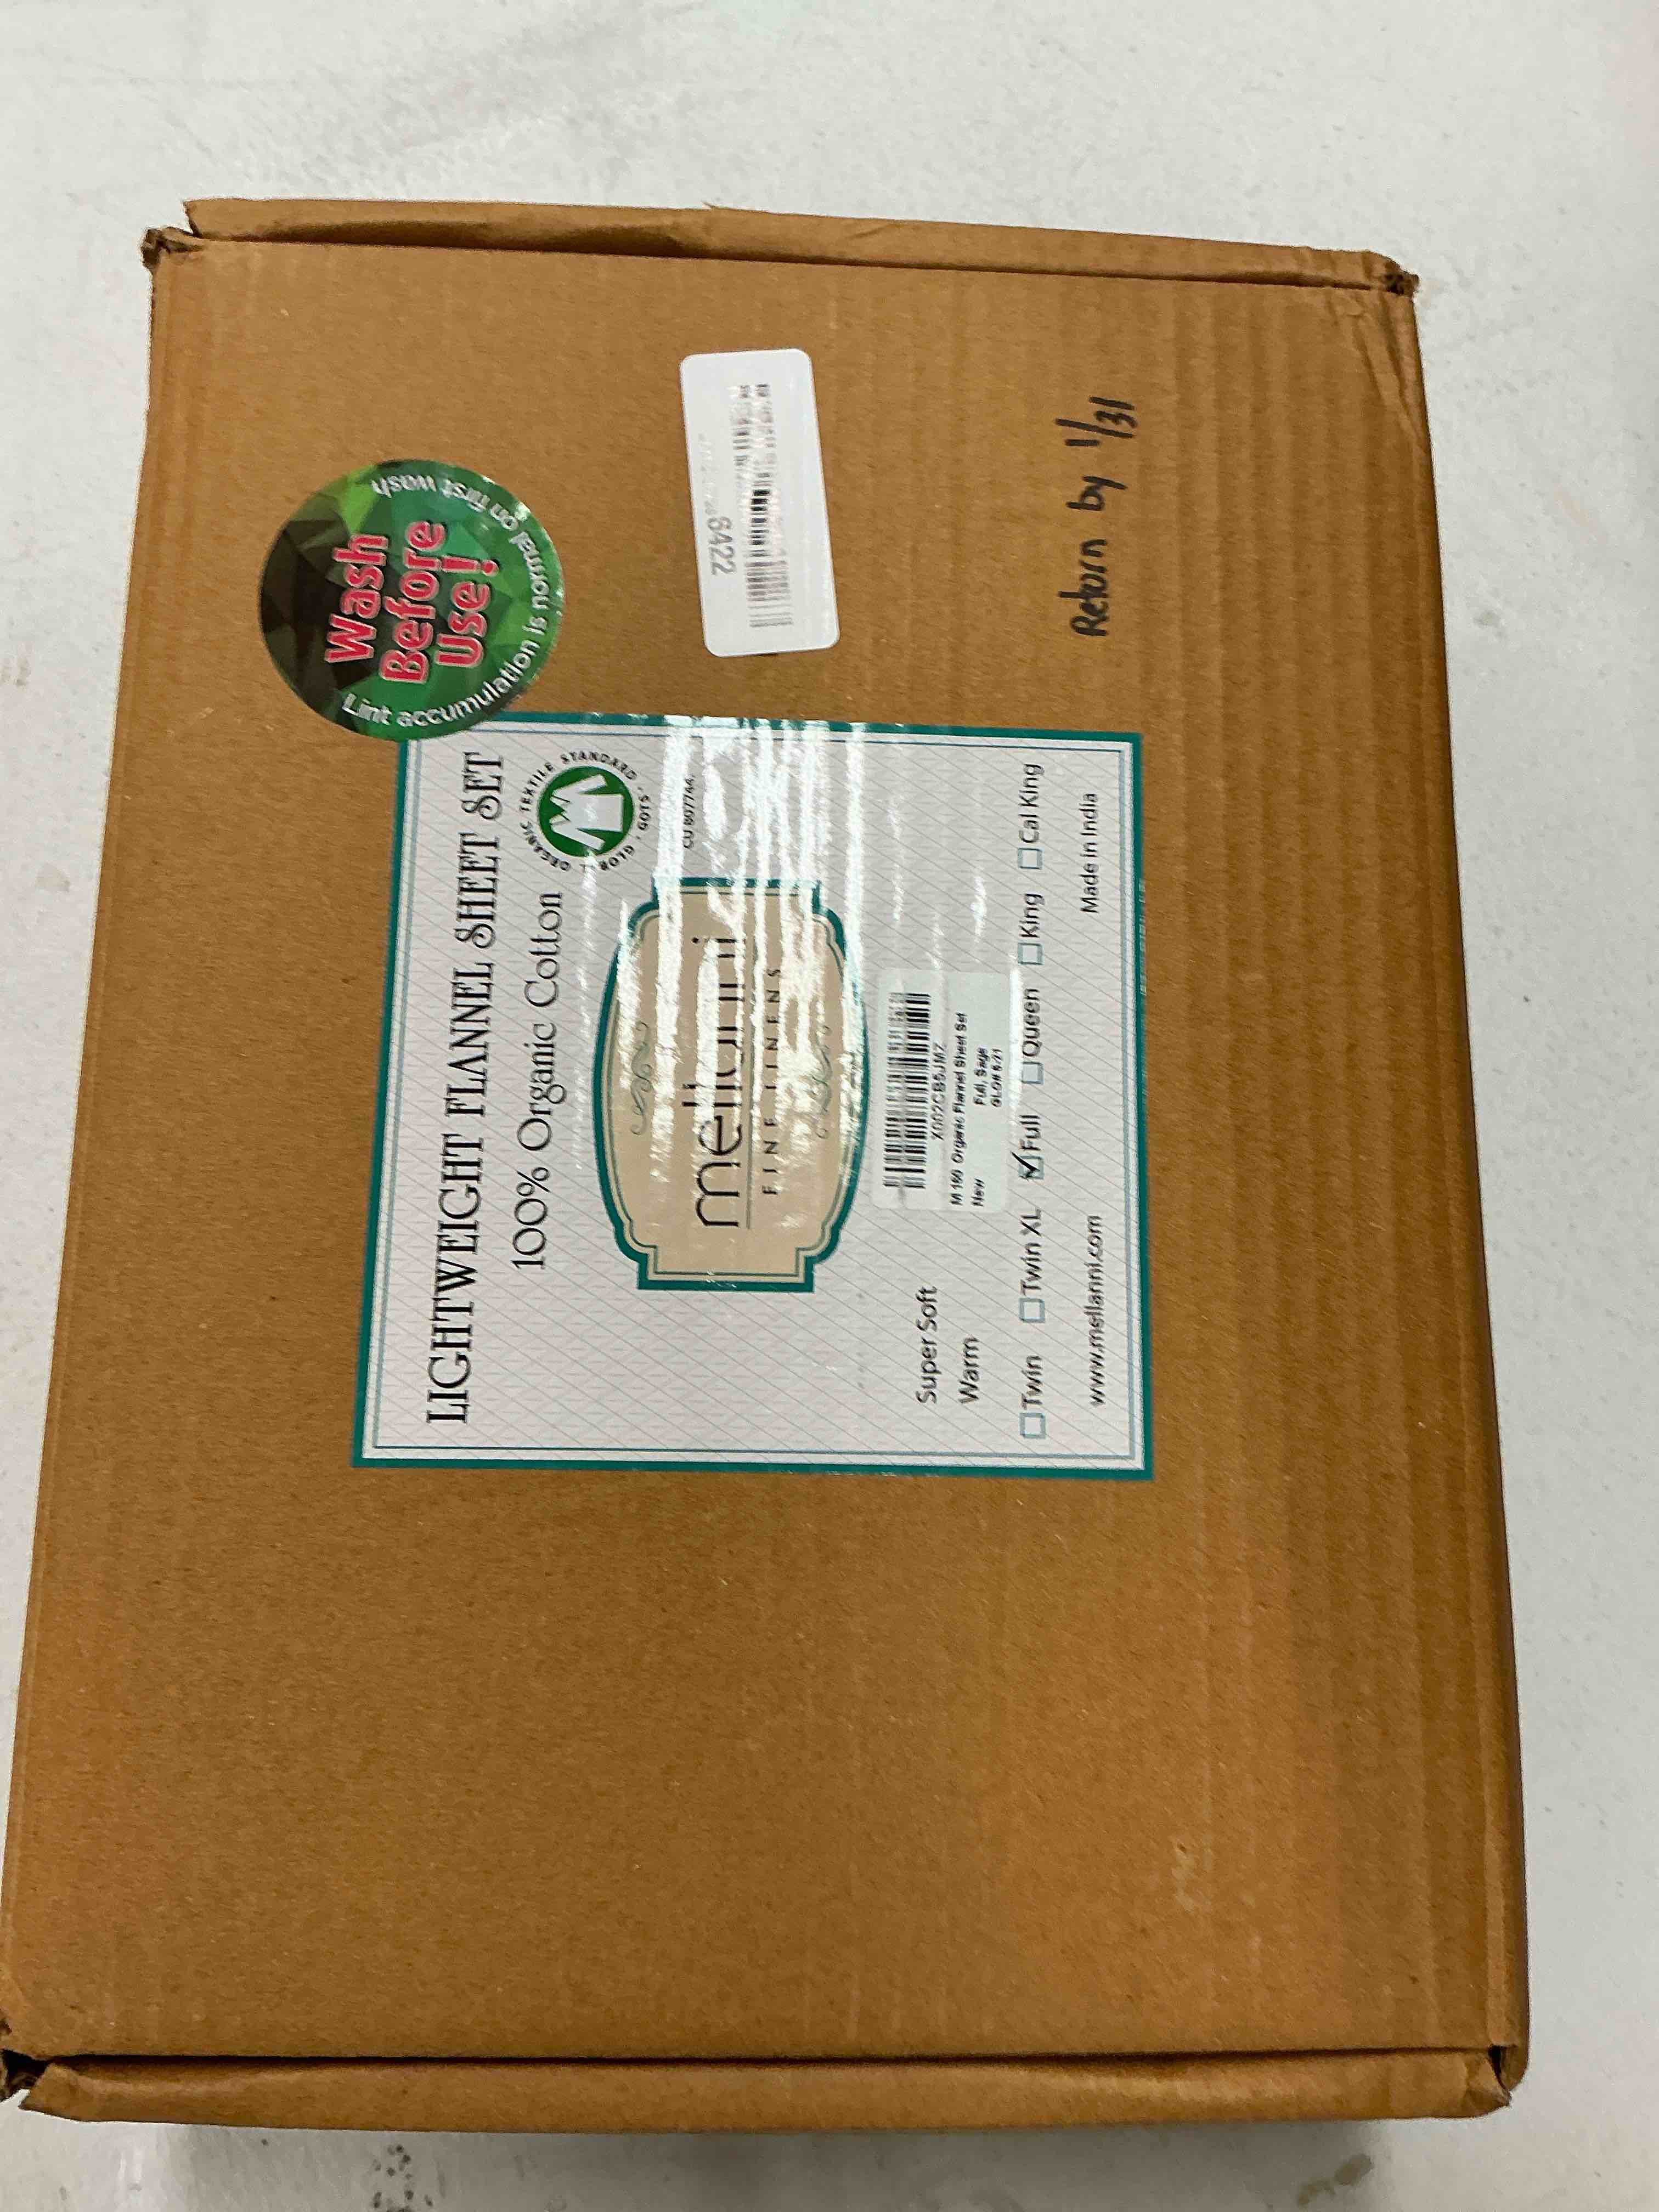 Wash
Before
Use!
Lint accumulation is normal on first wash
LIGHTWEIGHT FLANNEL SHEET SET
100% Organic Cotton
GLOBAL ORGANIC TEXTILE STANDARD · GOTS ·
CU 807744
mellanni
FINE LINENS
Super Soft
Warm
X002CB5JMZ
M 160 Organic Flannel Sheet Set
New Full, Sage
Twin Twin XL ✓ Full Queen King Cal King
www.mellanni.com Made in India
6422
Return by 1/31